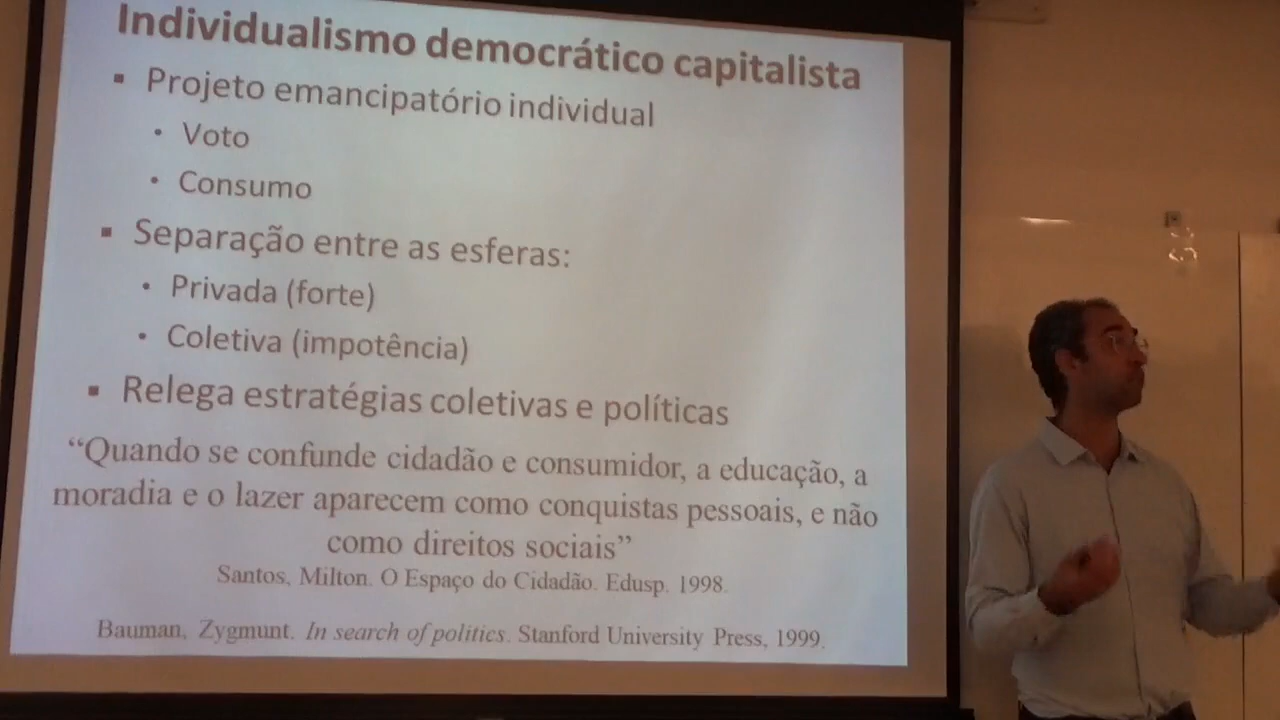 Individualismo democrático capitalista
▪ Projeto emancipatório individual
• Voto
• Consumo
▪ Separação entre as esferas:
• Privada (forte)
• Coletiva (impotência)
▪ Relega estratégias coletivas e políticas
“Quando se confunde cidadão e consumidor, a educação, a
moradia e o lazer aparecem como conquistas pessoais, e não
como direitos sociais”
Santos, Milton. O Espaço do Cidadão. Edusp. 1998.
Bauman, Zygmunt. In search of politics. Stanford University Press, 1999.